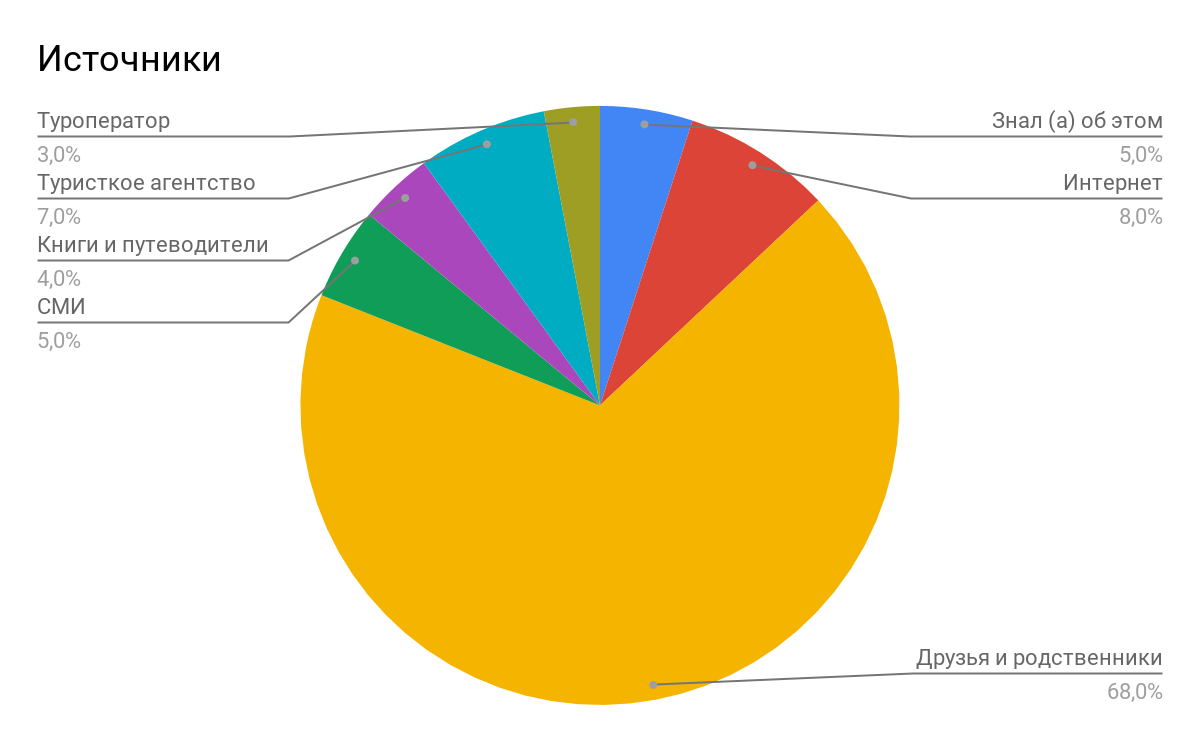 Источники
Туроператор
3,0%
Туристкое агентство
7,0%
Книги и путеводители
4,0%
СМИ
5,0%
Знал (а) об этом
5,0%
Интернет
8,0%
Друзья и родственники
68,0%